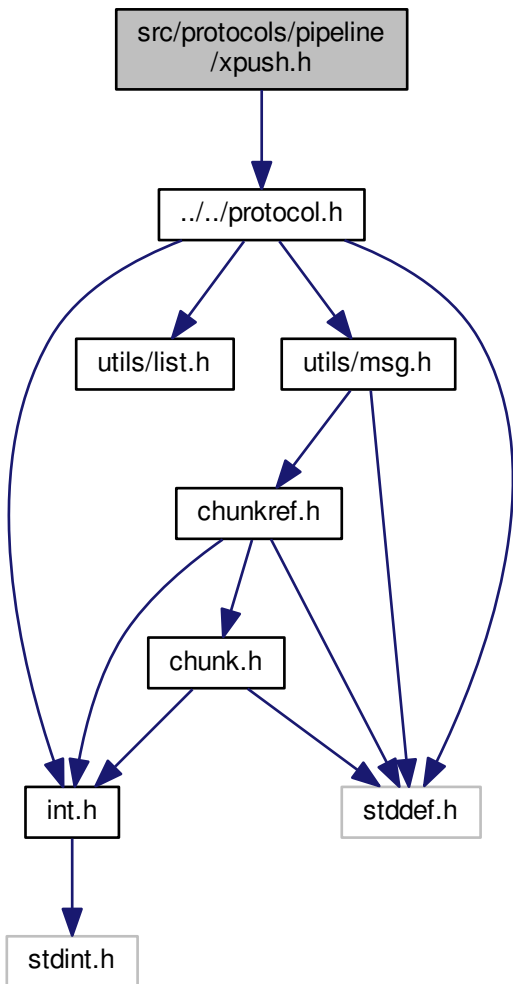 src/protocols/pipeline
/xpush.h
../../protocol.h
utils/list.h
utils/msg.h
chunkref.h
chunk.h
int.h
stddef.h
stdint.h